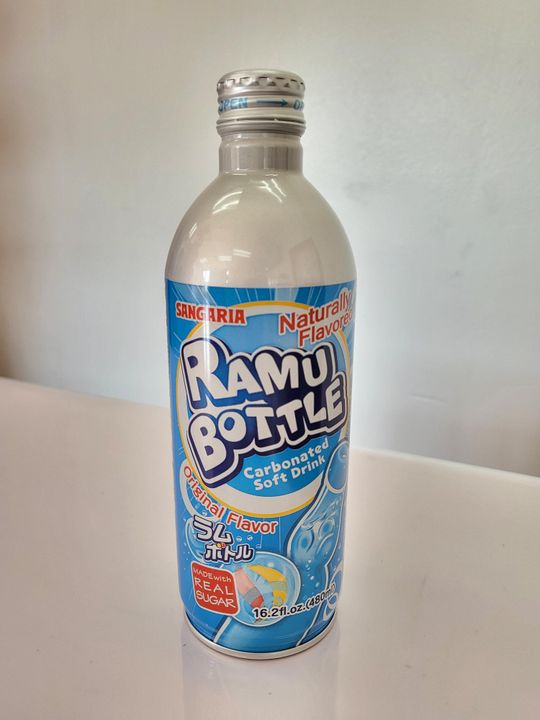 OPEN
SANGARIA
Naturally
Flavored
RAMU
BOTTLE
Carbonated
Soft Drink
Original Flavor
ラム
ボトル
MADE with
REAL
SUGAR
16.2fl.oz.(480ml)